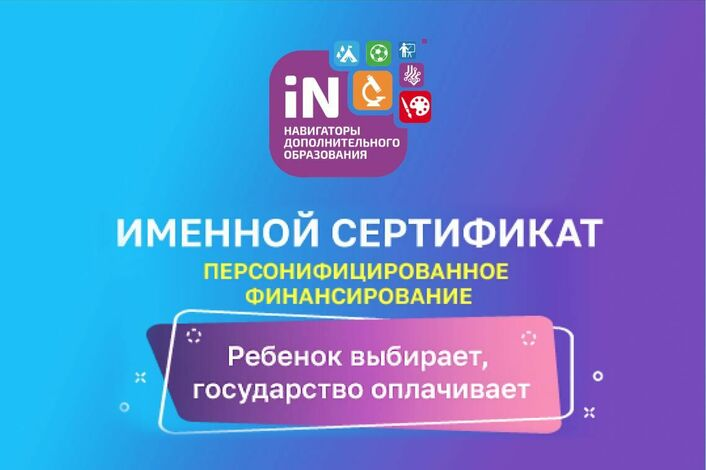 iN
НАВИГАТОРЫ
ДОПОЛНИТЕЛЬНОГО
ОБРАЗОВАНИЯ
ИМЕННОЙ СЕРТИФИКАТ
ПЕРСОНИФИЦИРОВАННОЕ
ФИНАНСИРОВАНИЕ
Ребенок выбирает,
государство оплачивает